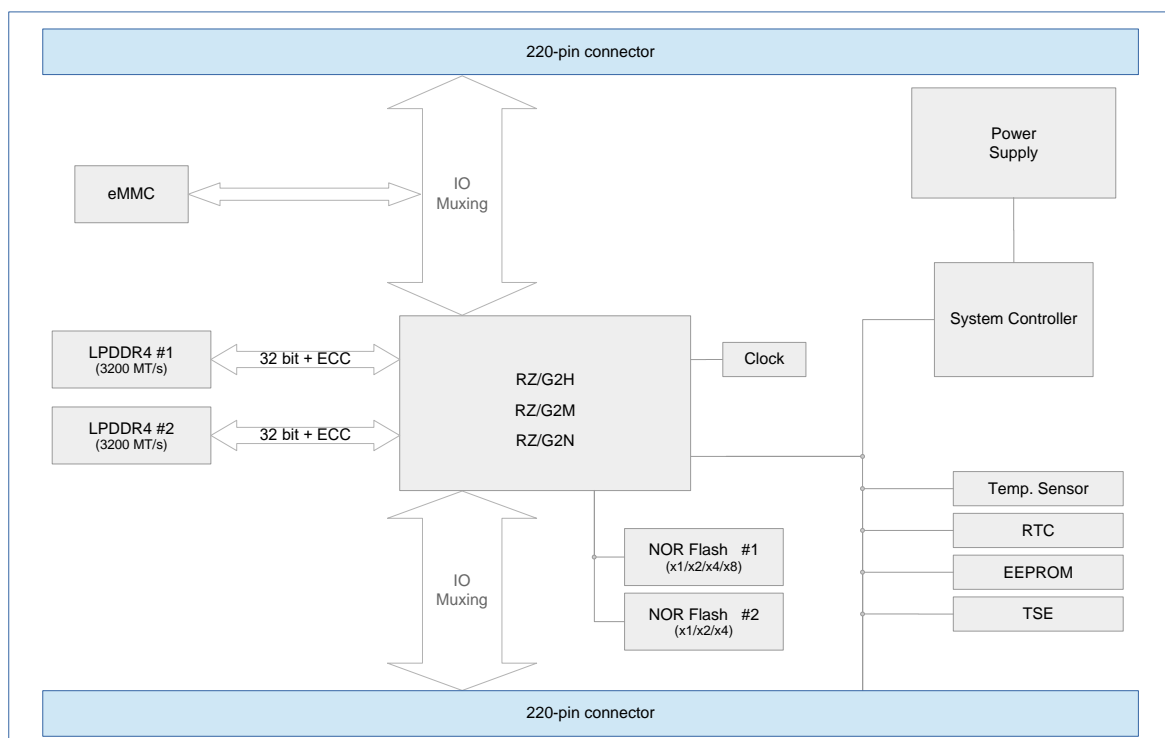 220-pin connector
Power
Supply
eMMC
IO
Muxing
System Controller
LPDDR4 #1
(3200 MT/s)
32 bit + ECC
Clock
RZ/G2H
RZ/G2M
RZ/G2N
LPDDR4 #2
(3200 MT/s)
32 bit + ECC
Temp. Sensor
RTC
EEPROM
TSE
NOR Flash #1
(x1/x2/x4/x8)
NOR Flash #2
(x1/x2/x4)
IO
Muxing
220-pin connector